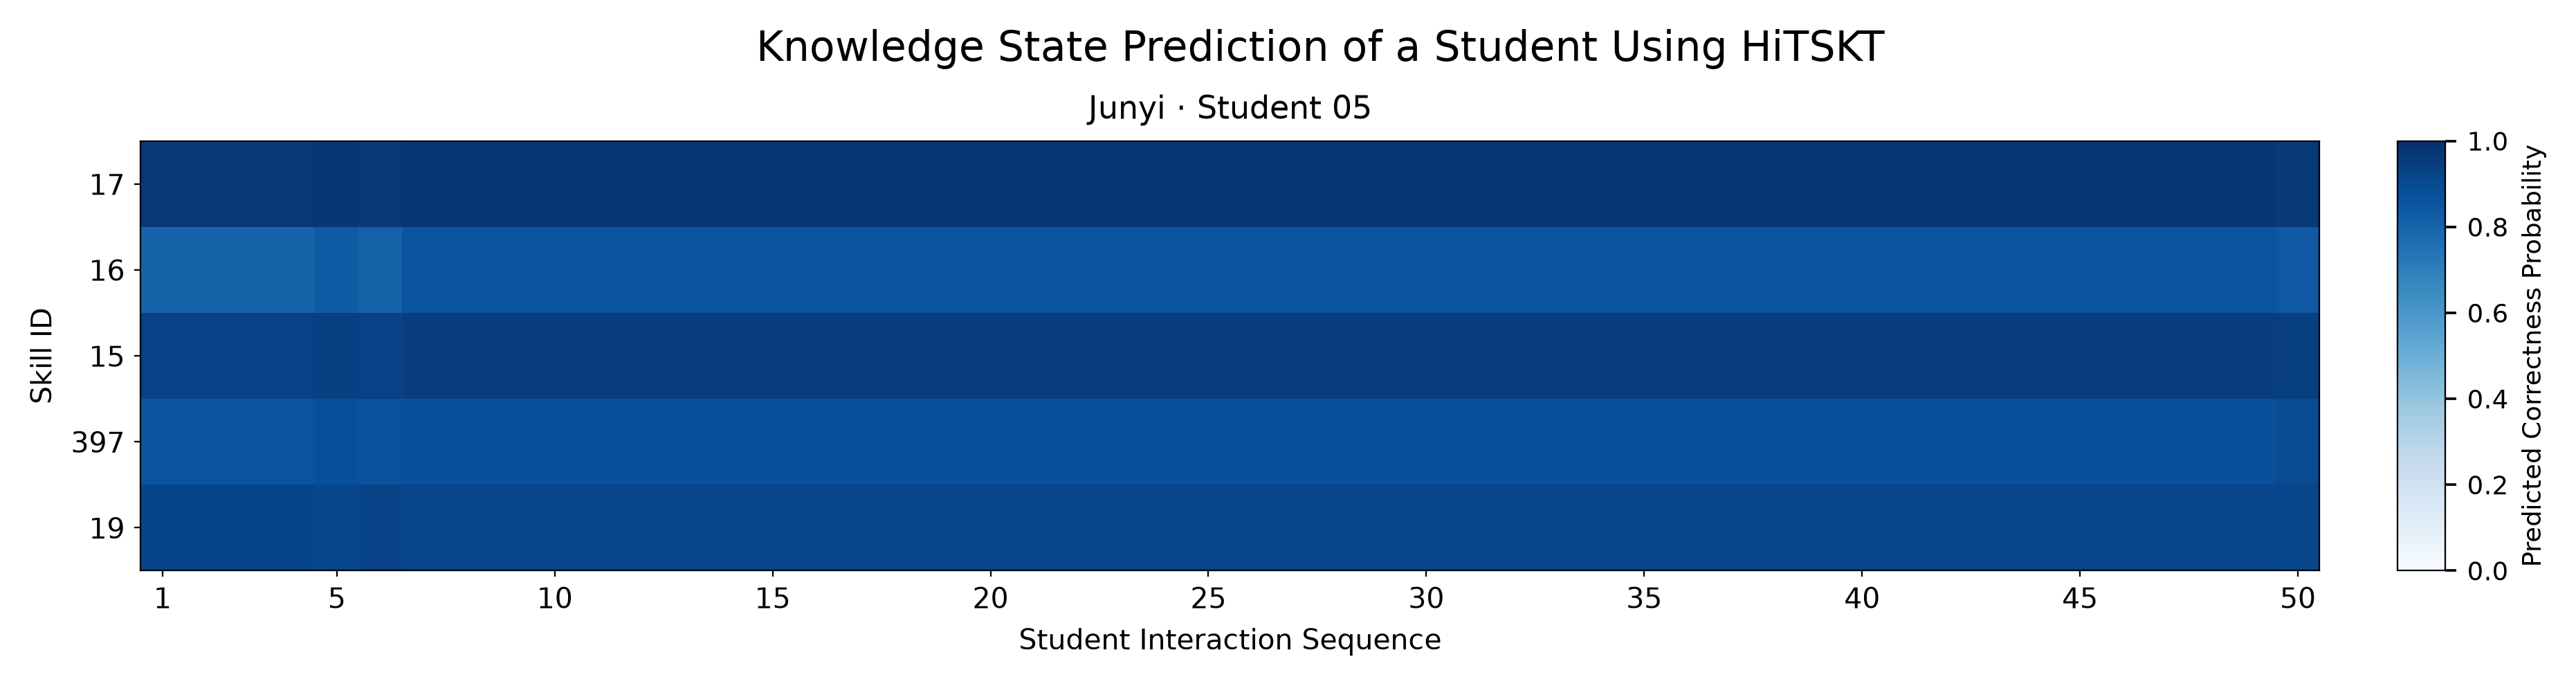 Knowledge State Prediction of a Student Using HiTSKT
Junyi · Student 05
Skill ID
17
16
15
397
19
1 5 10 15 20 25 30 35 40 45 50
Student Interaction Sequence
1.0
0.8
0.6
0.4
0.2
0.0
Predicted Correctness Probability